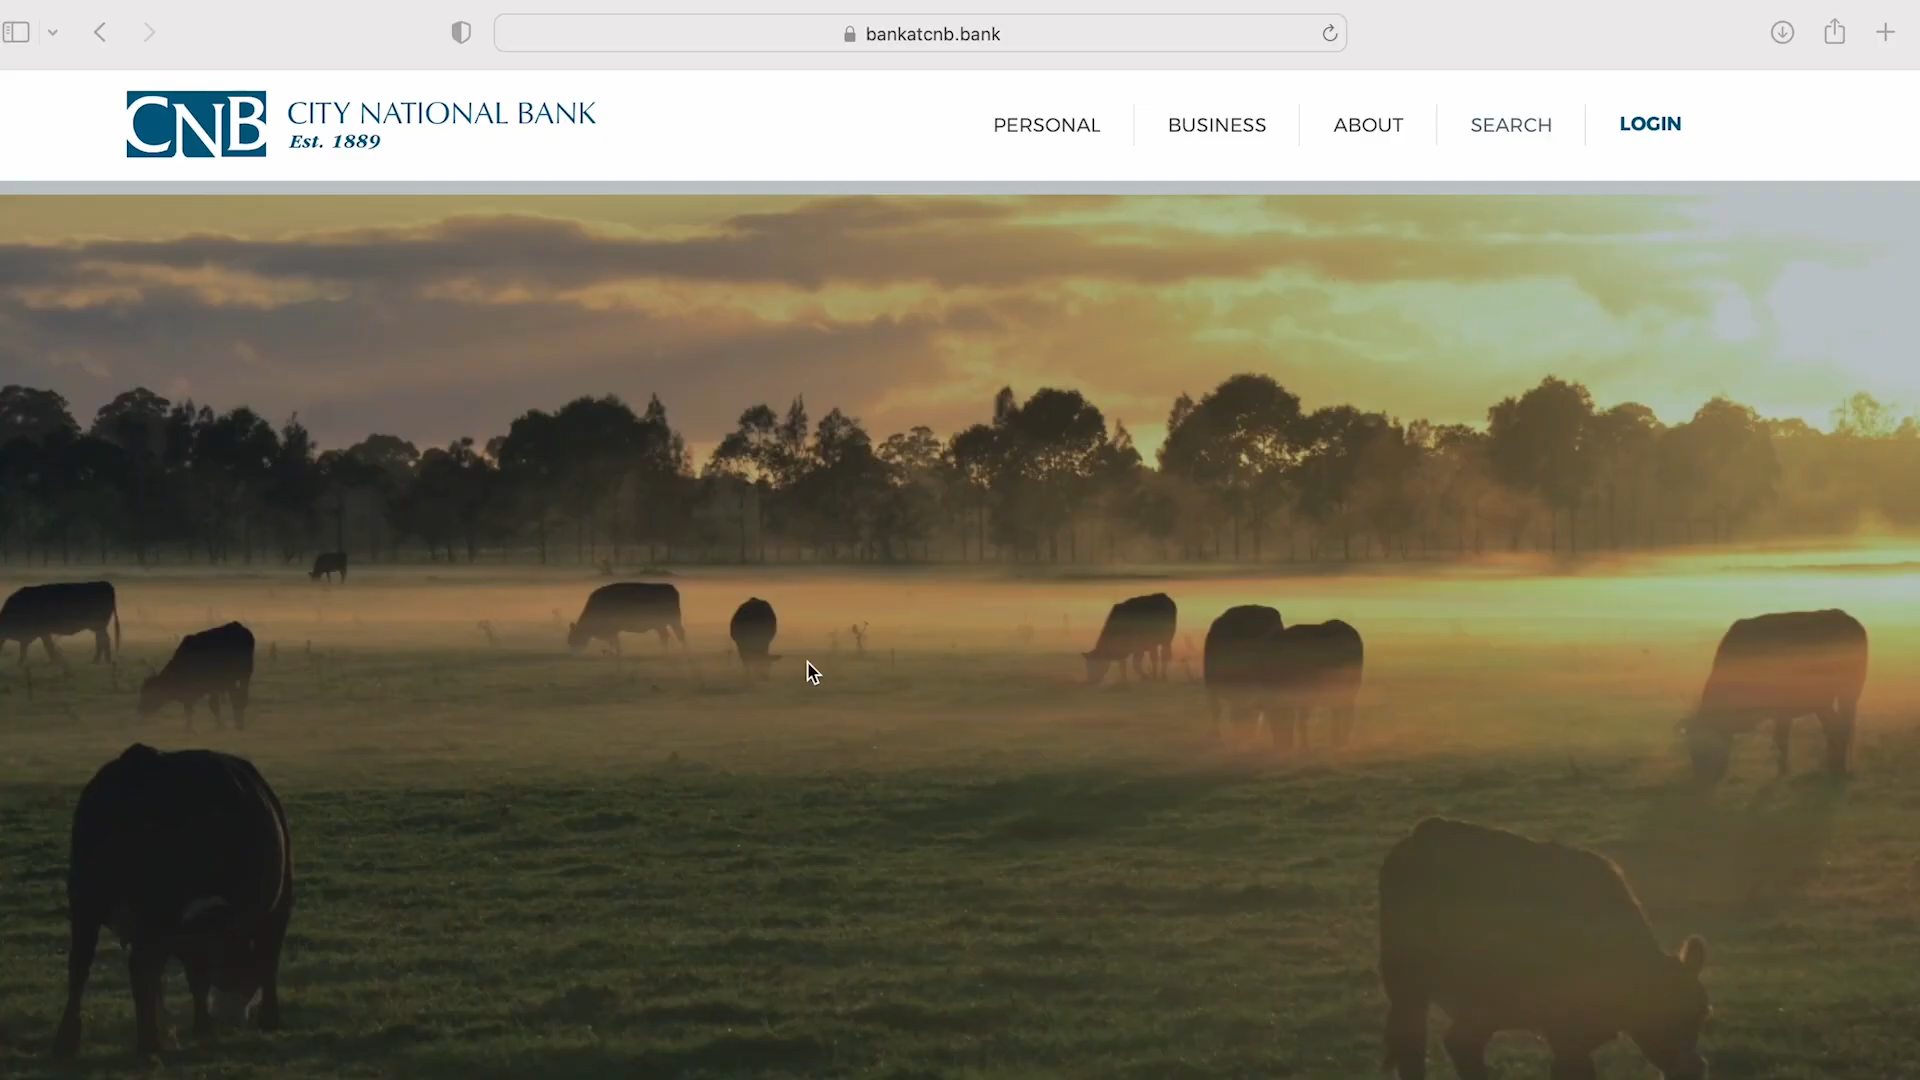 bankatcnb.bank
CNB CITY NATIONAL BANK
Est. 1889
PERSONAL
BUSINESS
ABOUT
SEARCH
LOGIN